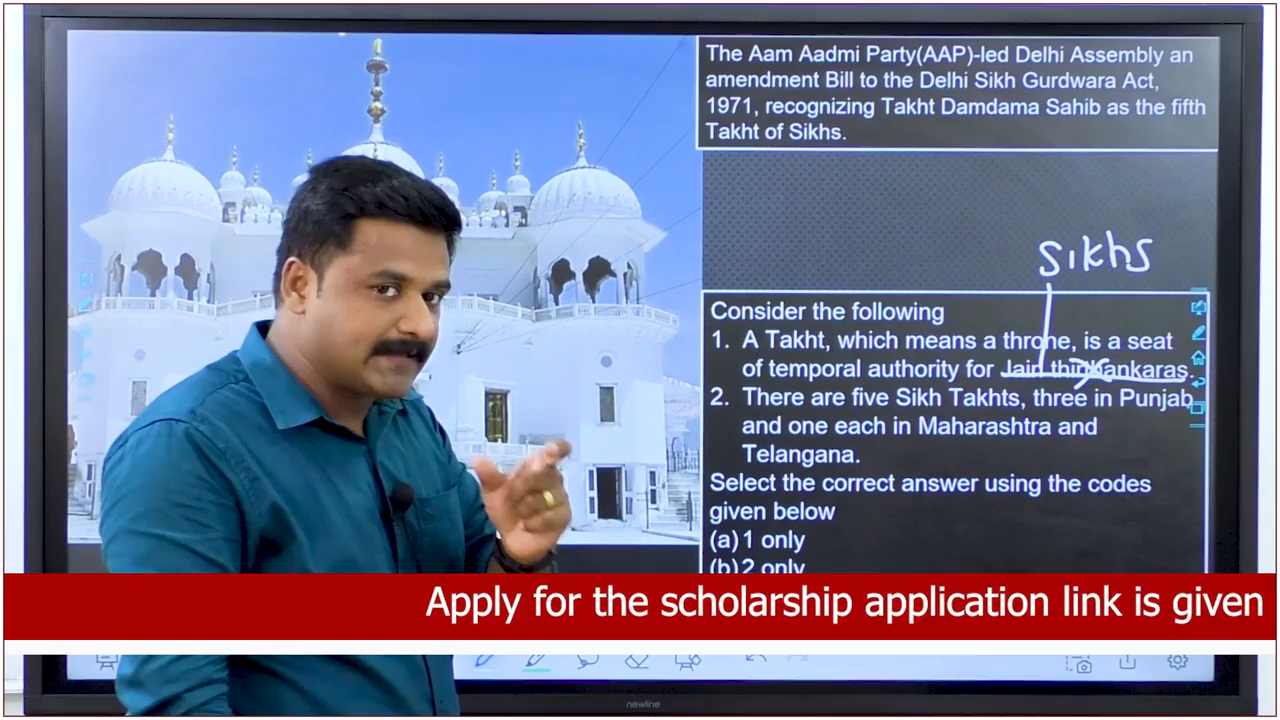 The Aam Aadmi Party(AAP)-led Delhi Assembly an
amendment Bill to the Delhi Sikh Gurdwara Act,
1971, recognizing Takht Damdama Sahib as the fifth
Takht of Sikhs.
Sikhs
Consider the following
1. A Takht, which means a throne, is a seat
of temporal authority for Jain thirthankaras.
2. There are five Sikh Takhts, three in Punjab
and one each in Maharashtra and
Telangana.
Select the correct answer using the codes
given below
(a) 1 only
(b) 2 only
Apply for the scholarship application link is given
newline